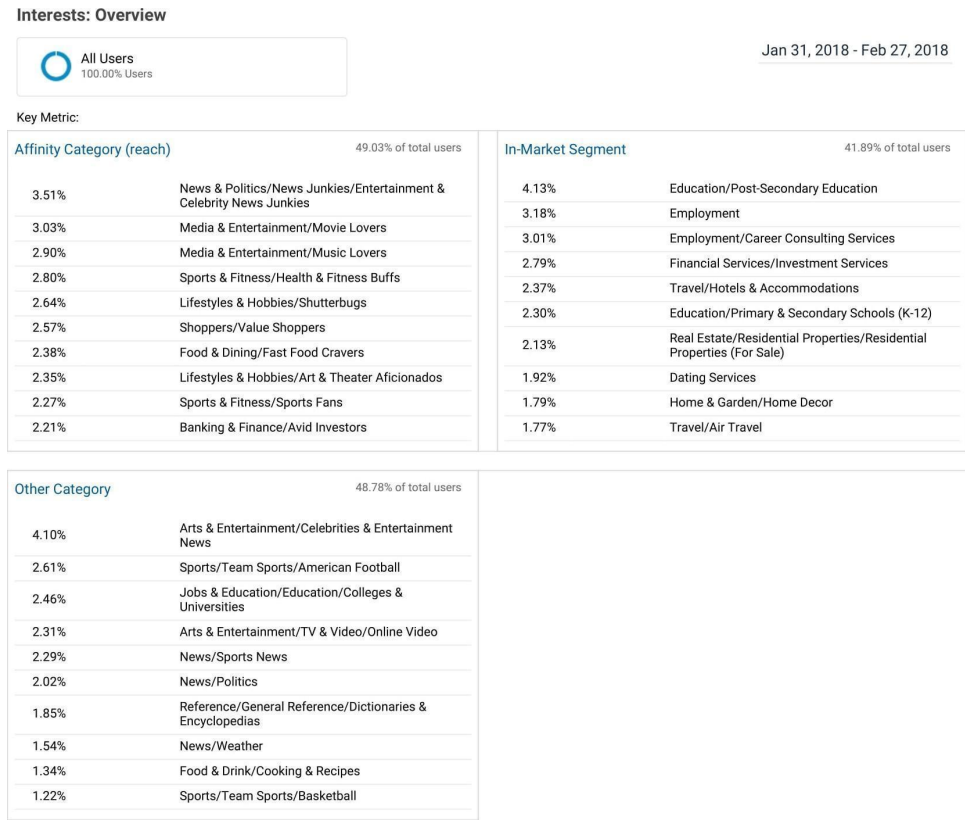 Interests: Overview
All Users
100.00% Users
Jan 31, 2018 - Feb 27, 2018
Key Metric:
Affinity Category (reach) 49.03% of total users
3.51% News & Politics/News Junkies/Entertainment &
Celebrity News Junkies
3.03% Media & Entertainment/Movie Lovers
2.90% Media & Entertainment/Music Lovers
2.80% Sports & Fitness/Health & Fitness Buffs
2.64% Lifestyles & Hobbies/Shutterbugs
2.57% Shoppers/Value Shoppers
2.38% Food & Dining/Fast Food Cravers
2.35% Lifestyles & Hobbies/Art & Theater Aficionados
2.27% Sports & Fitness/Sports Fans
2.21% Banking & Finance/Avid Investors
In-Market Segment 41.89% of total users
4.13% Education/Post-Secondary Education
3.18% Employment
3.01% Employment/Career Consulting Services
2.79% Financial Services/Investment Services
2.37% Travel/Hotels & Accommodations
2.30% Education/Primary & Secondary Schools (K-12)
2.13% Real Estate/Residential Properties/Residential
Properties (For Sale)
1.92% Dating Services
1.79% Home & Garden/Home Decor
1.77% Travel/Air Travel
Other Category 48.78% of total users
4.10% Arts & Entertainment/Celebrities & Entertainment
News
2.61% Sports/Team Sports/American Football
2.46% Jobs & Education/Education/Colleges &
Universities
2.31% Arts & Entertainment/TV & Video/Online Video
2.29% News/Sports News
2.02% News/Politics
1.85% Reference/General Reference/Dictionaries &
Encyclopedias
1.54% News/Weather
1.34% Food & Drink/Cooking & Recipes
1.22% Sports/Team Sports/Basketball